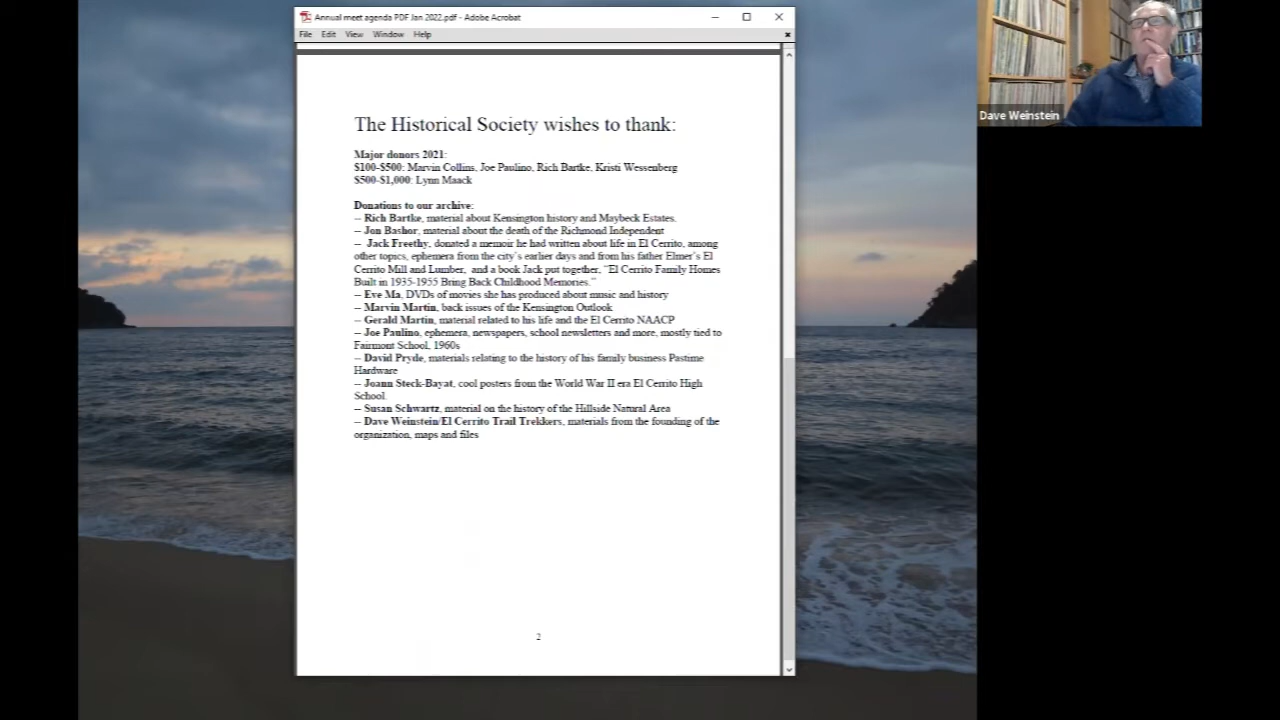 Annual meet agenda PDF Jan 2022.pdf - Adobe Acrobat
File Edit View Window Help
The Historical Society wishes to thank:
Major donors 2021:
$100-$500: Marvin Collins, Joe Paulino, Rich Bartke, Kristi Wessenberg
$500-$1,000: Lynn Maack
Donations to our archive:
-- Rich Bartke, material about Kensington history and Maybeck Estates.
-- Jon Bashor, material about the death of the Richmond Independent
-- Jack Freethy, donated a memoir he had written about life in El Cerrito, among
other topics, ephemera from the city's earlier days and from his father Elmer's El
Cerrito Mill and Lumber, and a book Jack put together, "El Cerrito Family Homes
Built in 1935-1955 Bring Back Childhood Memories."
-- Eve Ma, DVDs of movies she has produced about music and history
-- Marvin Martin, back issues of the Kensington Outlook
-- Gerald Martin, material related to his life and the El Cerrito NAACP
-- Joe Paulino, ephemera, newspapers, school newsletters and more, mostly tied to
Fairmont School, 1960s
-- David Pryde, materials relating to the history of his family business Pastime
Hardware
-- Joann Steck-Bayat, cool posters from the World War II era El Cerrito High
School.
-- Susan Schwartz, material on the history of the Hillside Natural Area
-- Dave Weinstein/El Cerrito Trail Trekkers, materials from the founding of the
organization, maps and files
2
Dave Weinstein